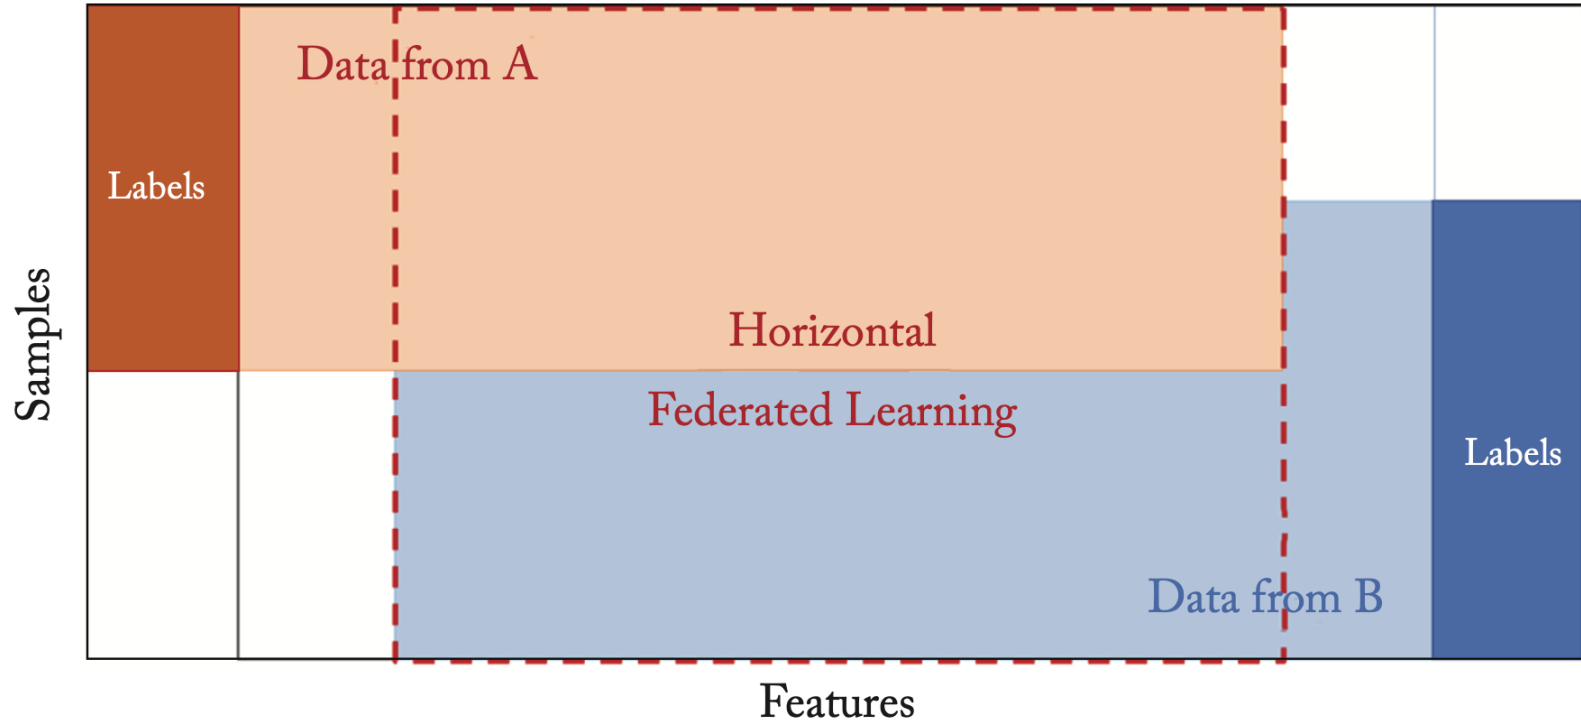 Data from A
Labels
Samples
Horizontal
Federated Learning
Labels
Data from B
Features